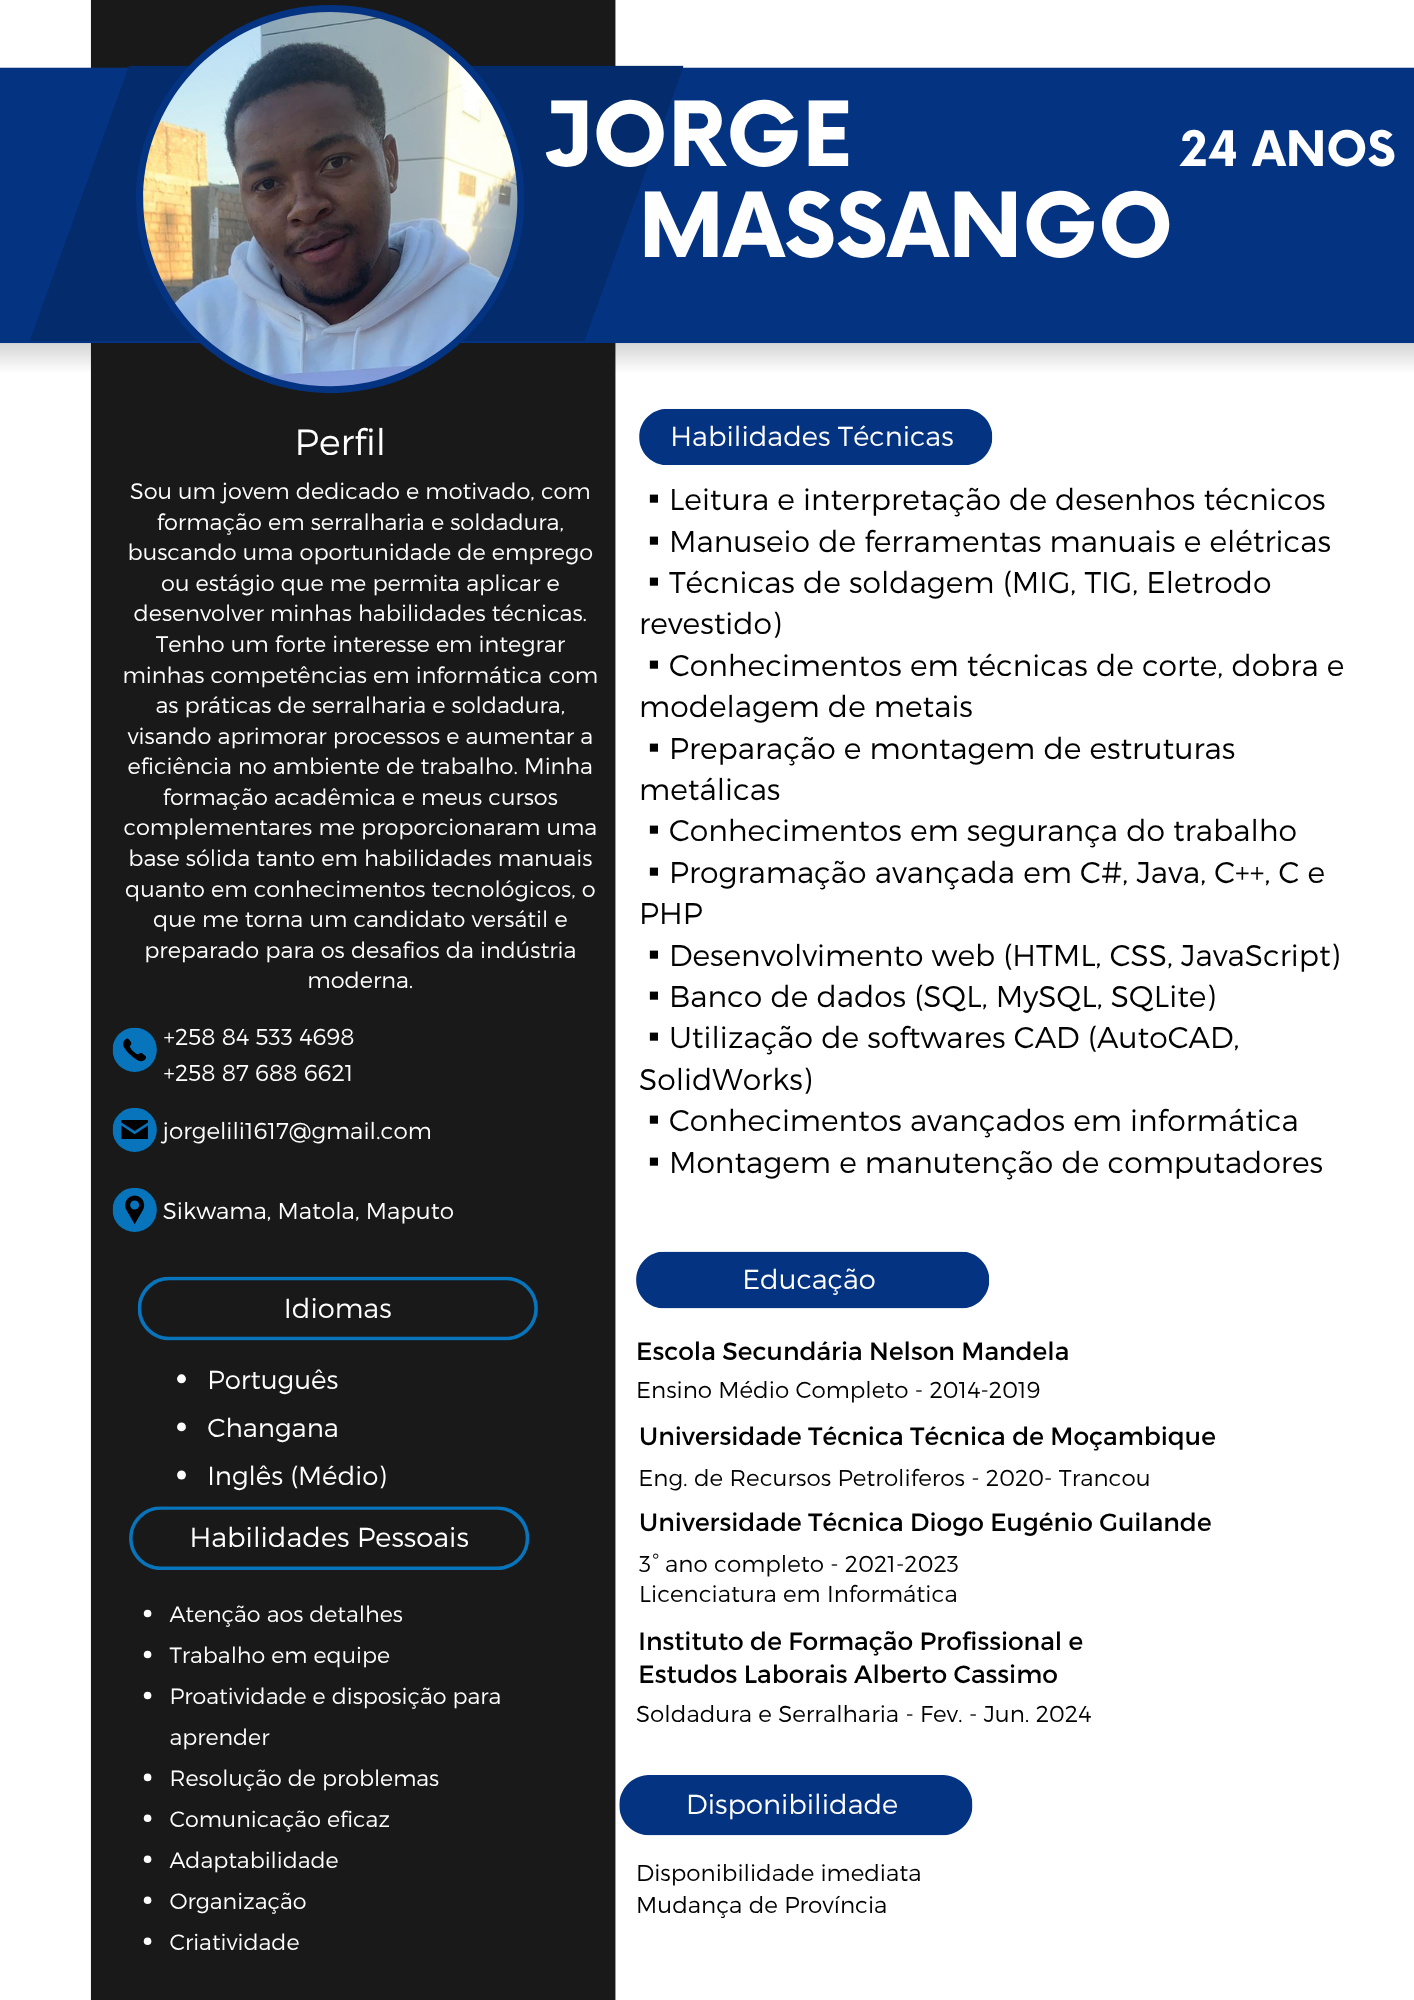 JORGE
MASSANGO
24 ANOS
Perfil
Sou um jovem dedicado e motivado, com
formação em serralharia e soldadura,
buscando uma oportunidade de emprego
ou estágio que me permita aplicar e
desenvolver minhas habilidades técnicas.
Tenho um forte interesse em integrar
minhas competências em informática com
as práticas de serralharia e soldadura,
visando aprimorar processos e aumentar a
eficiência no ambiente de trabalho. Minha
formação acadêmica e meus cursos
complementares me proporcionaram uma
base sólida tanto em habilidades manuais
quanto em conhecimentos tecnológicos, o
que me torna um candidato versátil e
preparado para os desafios da indústria
moderna.
+258 84 533 4698
+258 87 688 6621
jorgelili1617@gmail.com
Sikwama, Matola, Maputo
Idiomas
• Português
• Changana
• Inglês (Médio)
Habilidades Pessoais
• Atenção aos detalhes
• Trabalho em equipe
• Proatividade e disposição para
aprender
• Resolução de problemas
• Comunicação eficaz
• Adaptabilidade
• Organização
• Criatividade
Habilidades Técnicas
▪ Leitura e interpretação de desenhos técnicos
▪ Manuseio de ferramentas manuais e elétricas
▪ Técnicas de soldagem (MIG, TIG, Eletrodo
revestido)
▪ Conhecimentos em técnicas de corte, dobra e
modelagem de metais
▪ Preparação e montagem de estruturas
metálicas
▪ Conhecimentos em segurança do trabalho
▪ Programação avançada em C#, Java, C++, C e
PHP
▪ Desenvolvimento web (HTML, CSS, JavaScript)
▪ Banco de dados (SQL, MySQL, SQLite)
▪ Utilização de softwares CAD (AutoCAD,
SolidWorks)
▪ Conhecimentos avançados em informática
▪ Montagem e manutenção de computadores
Educação
Escola Secundária Nelson Mandela
Ensino Médio Completo - 2014-2019
Universidade Técnica Técnica de Moçambique
Eng. de Recursos Petroliferos - 2020- Trancou
Universidade Técnica Diogo Eugénio Guilande
3° ano completo - 2021-2023
Licenciatura em Informática
Instituto de Formação Profissional e
Estudos Laborais Alberto Cassimo
Soldadura e Serralharia - Fev. - Jun. 2024
Disponibilidade
Disponibilidade imediata
Mudança de Província